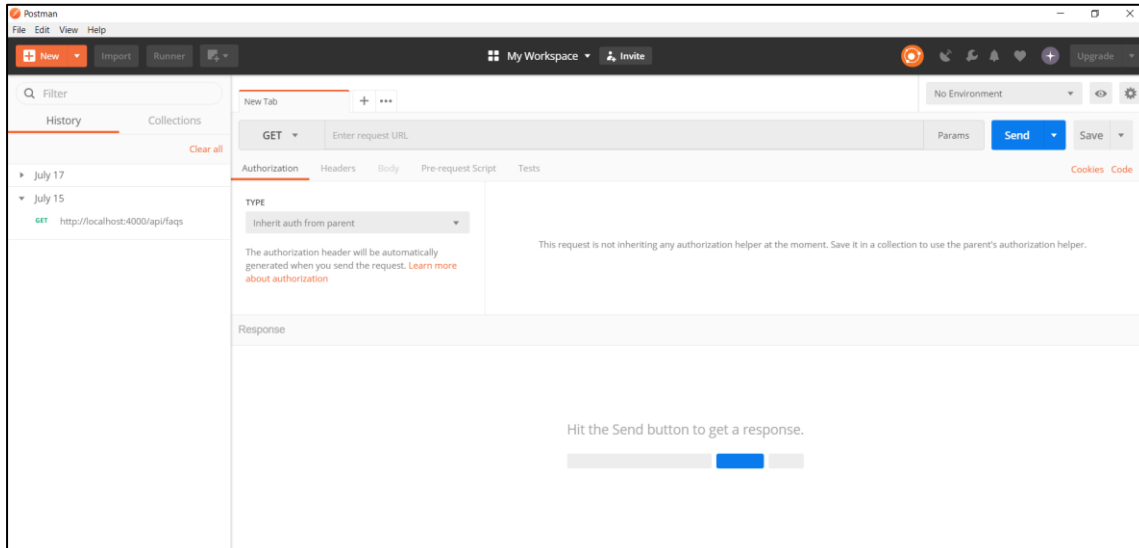 Postman
File Edit View Help
New Import Runner My Workspace Invite Upgrade
Filter
History Collections
Clear all
July 17
July 15
GET http://localhost:4000/api/faqs
New Tab + ••• No Environment
GET Enter request URL Params Send Save
Authorization Headers Body Pre-request Script Tests Cookies Code
TYPE
Inherit auth from parent
The authorization header will be automatically
generated when you send the request. Learn more
about authorization
This request is not inheriting any authorization helper at the moment. Save it in a collection to use the parent's authorization helper.
Response
Hit the Send button to get a response.